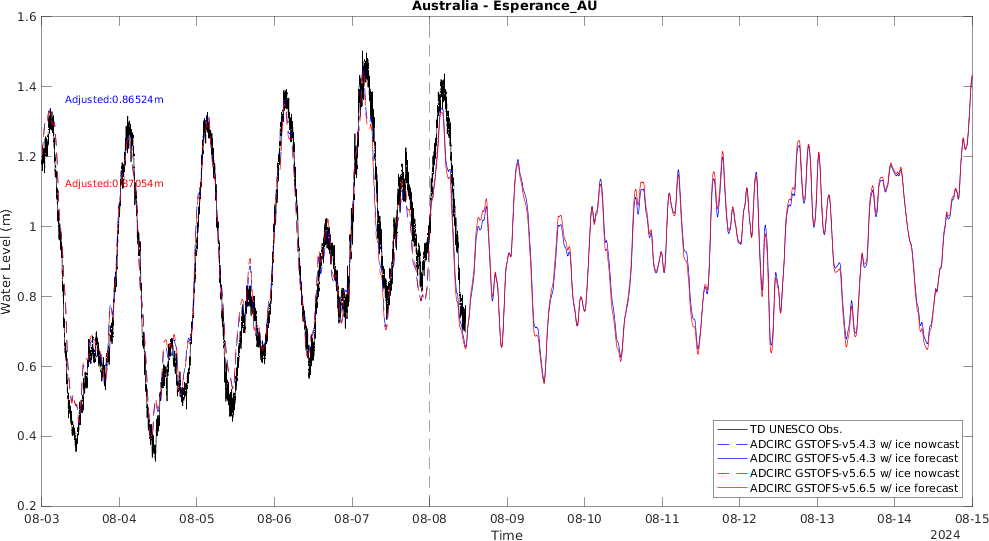 Australia - Esperance_AU
Water Level (m)
1.6
1.4
1.2
1
0.8
0.6
0.4
0.2
Adjusted:0.86524m
Adjusted:0.87054m
TD UNESCO Obs.
ADCIRC GSTOFS-v5.4.3 w/ ice nowcast
ADCIRC GSTOFS-v5.4.3 w/ ice forecast
ADCIRC GSTOFS-v5.6.5 w/ ice nowcast
ADCIRC GSTOFS-v5.6.5 w/ ice forecast
08-03 08-04 08-05 08-06 08-07 08-08 08-09 08-10 08-11 08-12 08-13 08-14 08-15
Time
2024